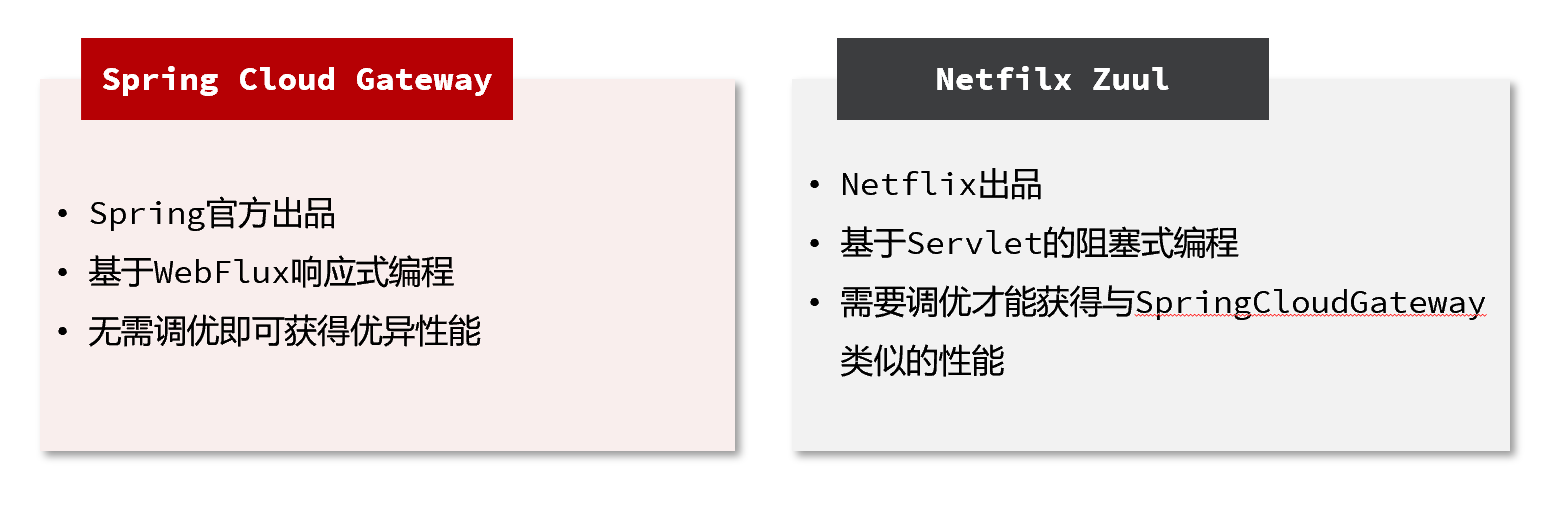 Spring Cloud Gateway
• Spring官方出品
• 基于WebFlux响应式编程
• 无需调优即可获得优异性能
Netfilx Zuul
• Netflix出品
• 基于Servlet的阻塞式编程
• 需要调优才能获得与SpringCloudGateway
类似的性能